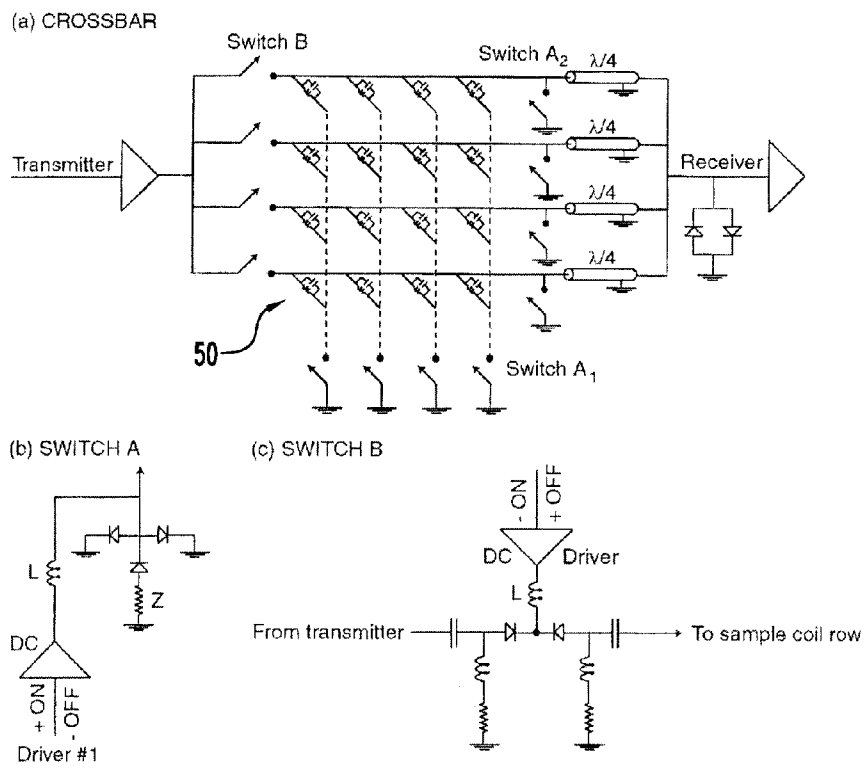 (a) CROSSBAR
Switch B
Switch A2
λ/4
λ/4
Transmitter
Receiver
λ/4
λ/4
50
Switch A1
(b) SWITCH A
(c) SWITCH B
- ON
+ OFF
DC
Driver
L
L
Z
From transmitter
To sample coil row
DC
+ ON
- OFF
Driver #1